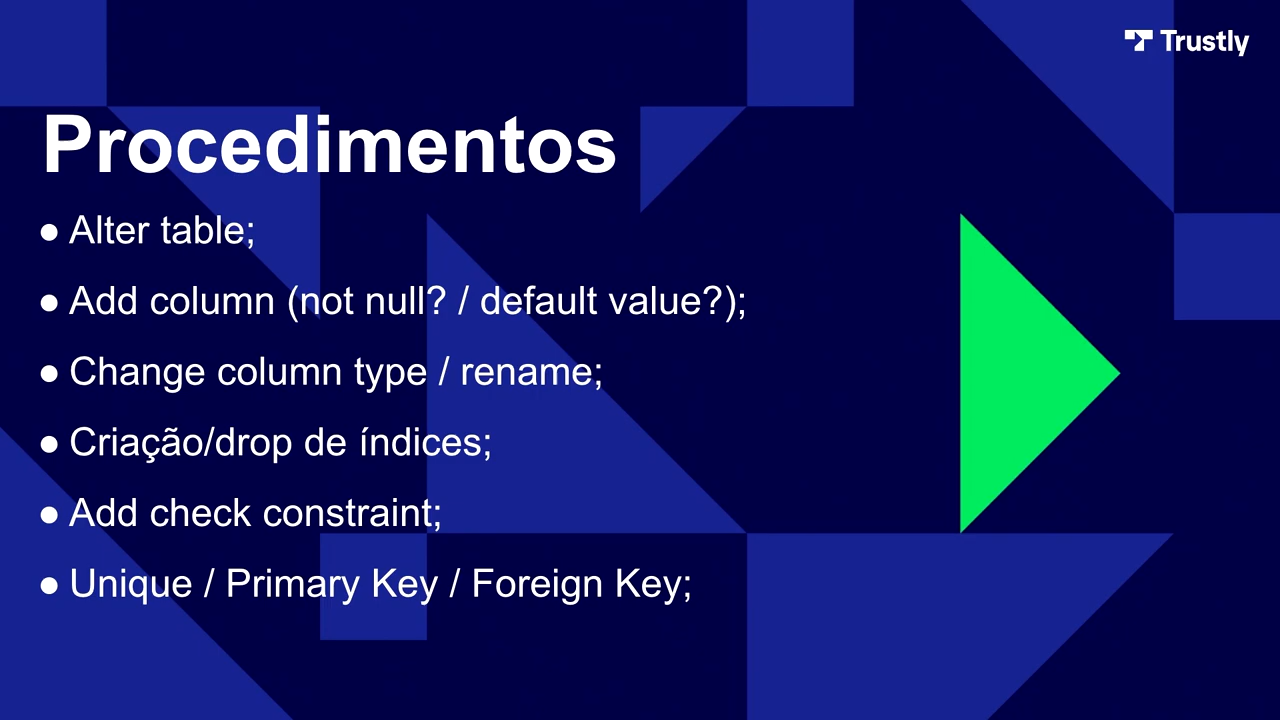 Trustly
Procedimentos
● Alter table;
● Add column (not null? / default value?);
● Change column type / rename;
● Criação/drop de índices;
● Add check constraint;
● Unique / Primary Key / Foreign Key;